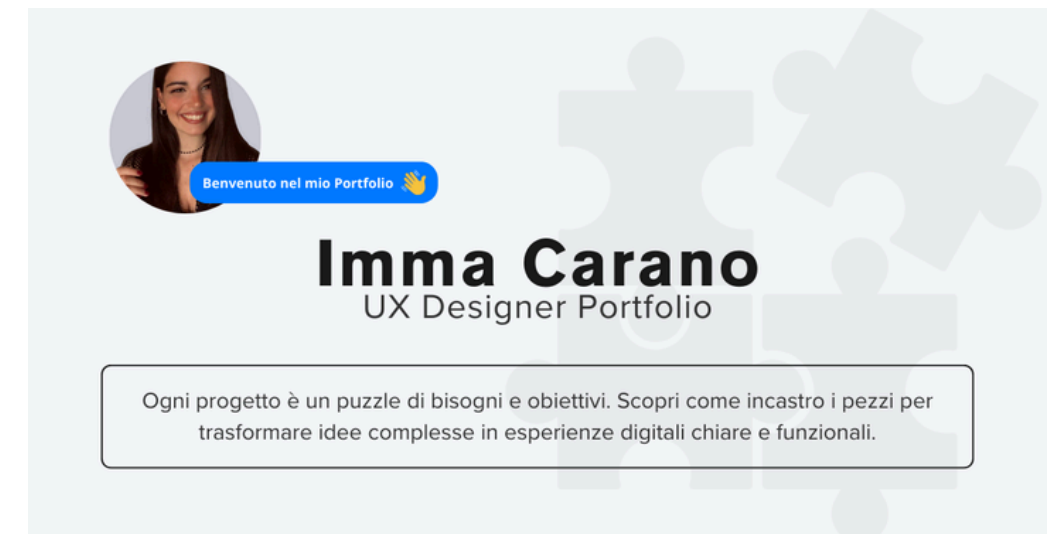 Benvenuto nel mio Portfolio 👋
Imma Carano
UX Designer Portfolio
Ogni progetto è un puzzle di bisogni e obiettivi. Scopri come incastro i pezzi per
trasformare idee complesse in esperienze digitali chiare e funzionali.